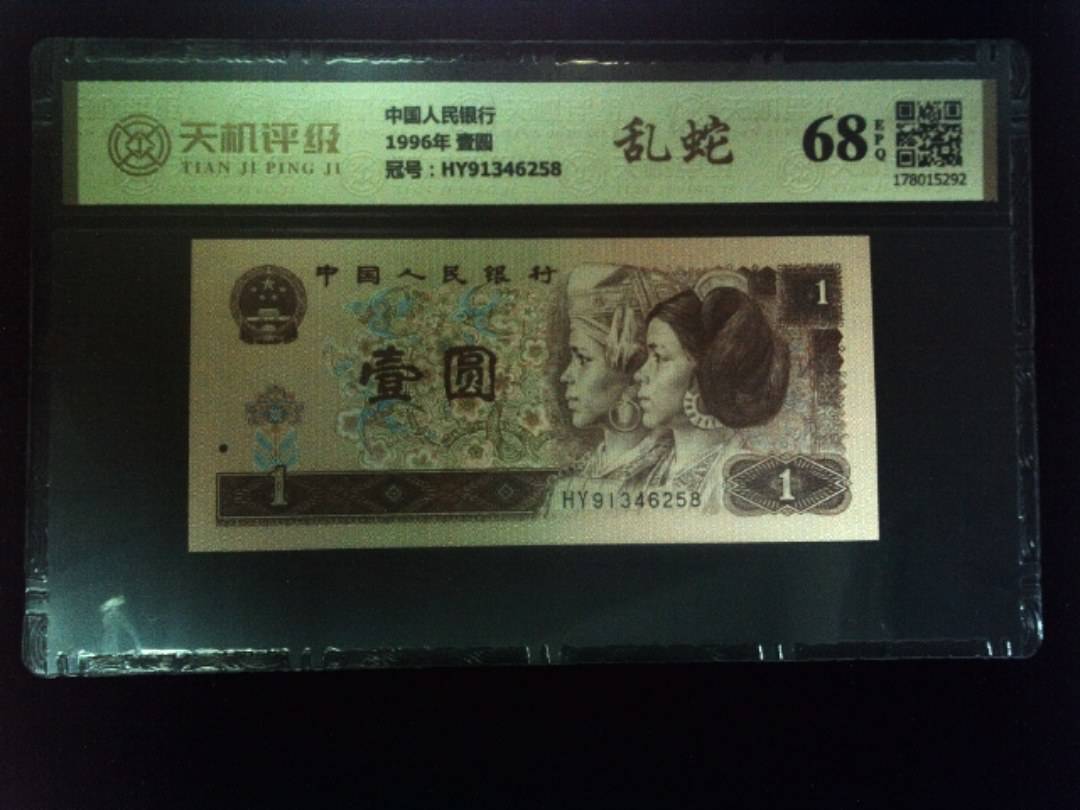 天机评级
TIAN JI PING JI
中国人民银行
1996年 壹圆
冠号：HY91346258
乱蛇
68
EPQ
178015292
中国人民银行
1
壹圆
1
HY91346258
1